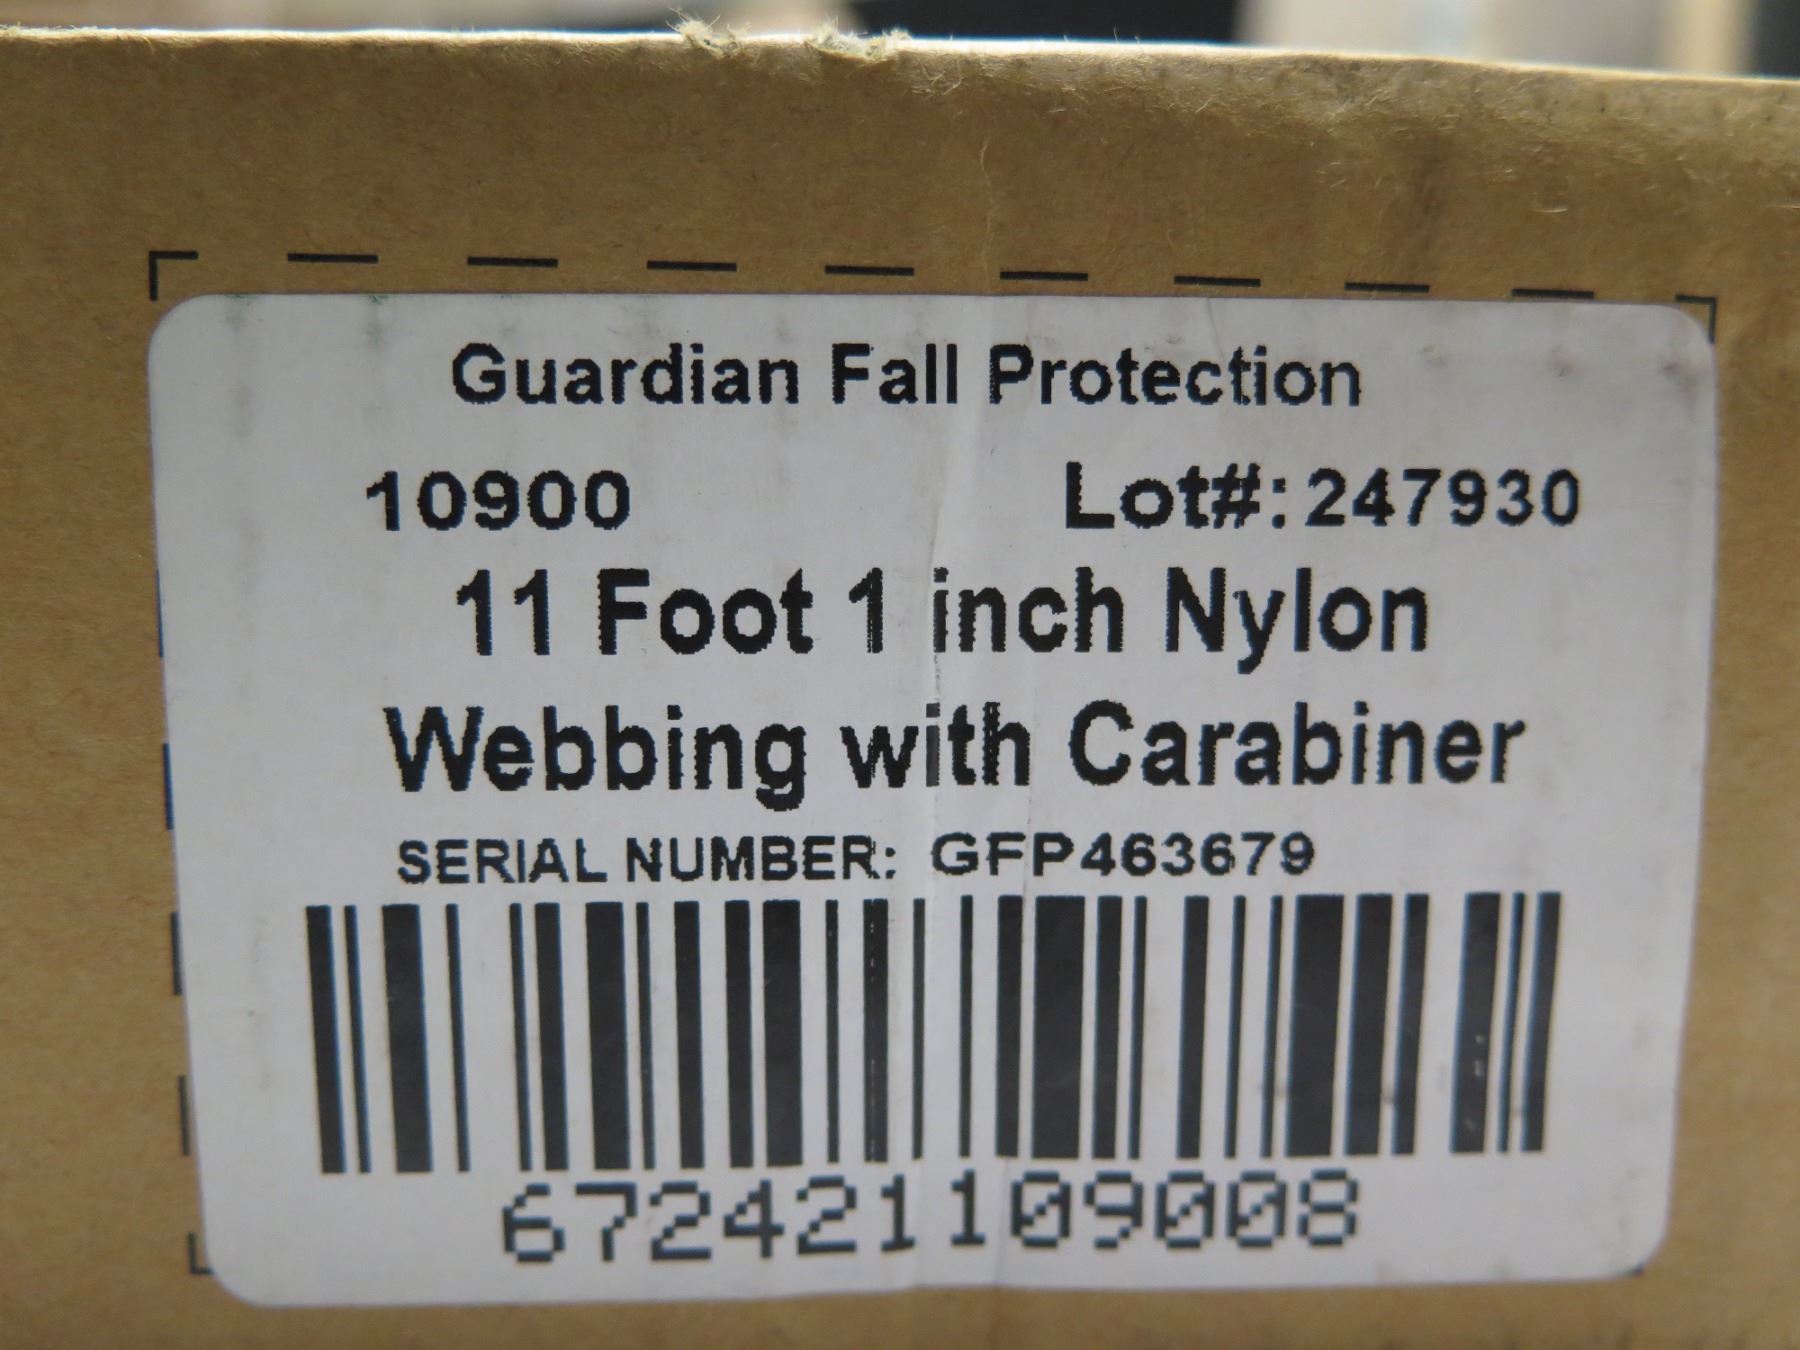 Guardian Fall Protection
10900 Lot#: 247930
11 Foot 1 inch Nylon
Webbing with Carabiner
SERIAL NUMBER: GFP463679
672421109008